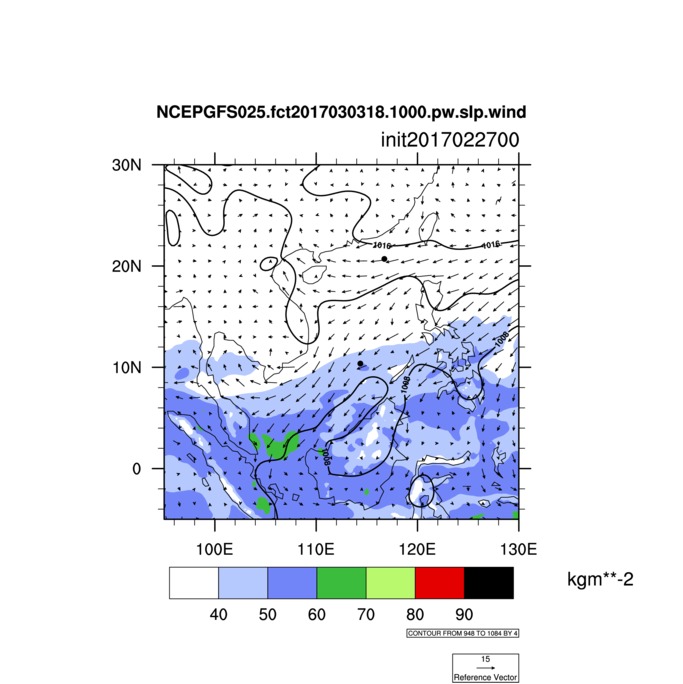 NCEPGFS025.fct2017030318.1000.pw.slp.wind
init2017022700
30N
20N
10N
0
1016
1016
1008
1008
1008
100E
110E
120E
130E
kgm**-2
40
50
60
70
80
90
CONTOUR FROM 948 TO 1084 BY 4
15
Reference Vector